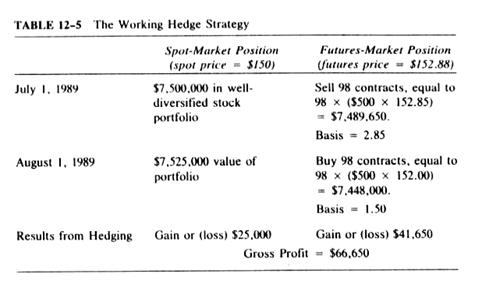 TABLE 12-5 The Working Hedge Strategy
Spot-Market Position Futures-Market Position
(spot price = $150) (futures price = $152.88)
July 1, 1989 $7,500,000 in well- Sell 98 contracts, equal to
diversified stock 98 × ($500 × 152.85)
portfolio = $7,489,650.
Basis = 2.85
August 1, 1989 $7,525,000 value of Buy 98 contracts, equal to
portfolio 98 × ($500 × 152.00)
= $7,448,000.
Basis = 1.50
Results from Hedging Gain or (loss) $25,000 Gain or (loss) $41,650
Gross Profit = $66,650